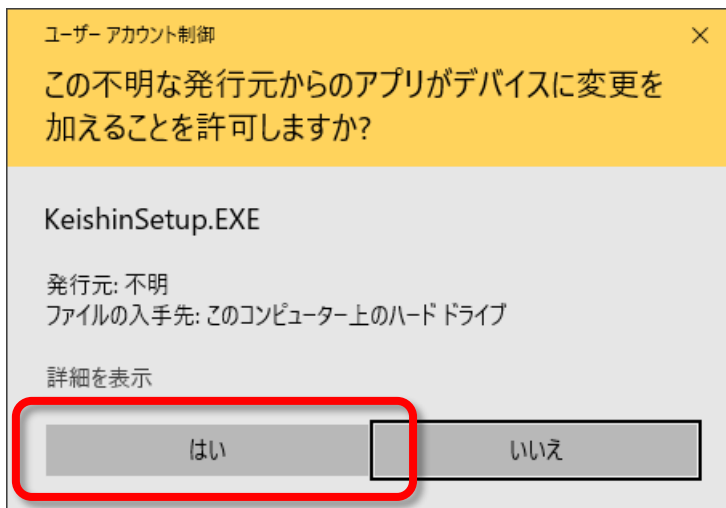 ユーザー アカウント制御
この不明な発行元からのアプリがデバイスに変更を
加えることを許可しますか?
KeishinSetup.EXE
発行元: 不明
ファイルの入手先: このコンピューター上のハード ドライブ
詳細を表示
はい
いいえ